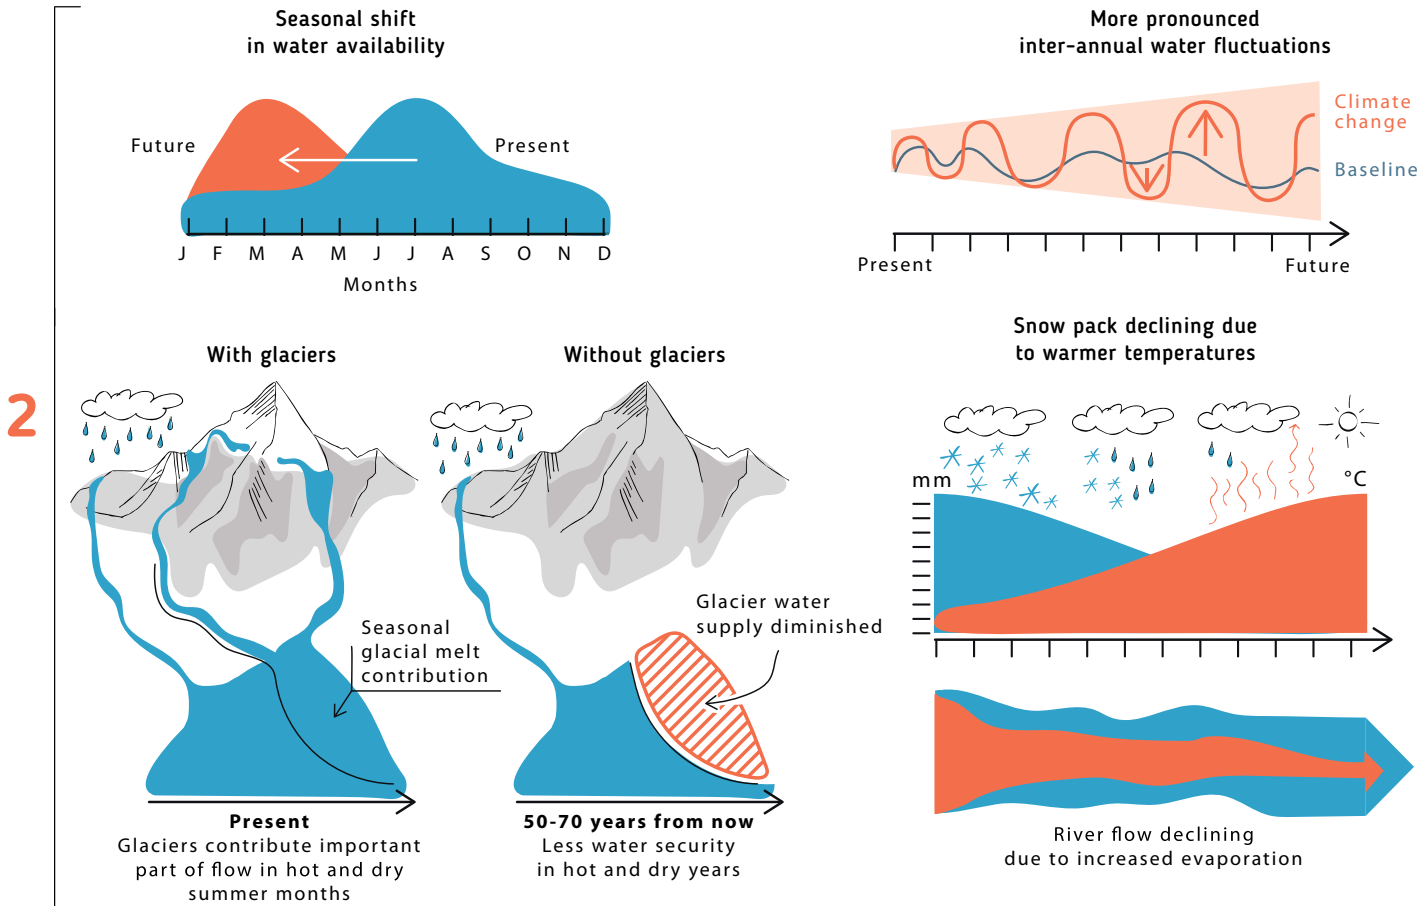 2
Seasonal shift
in water availability
Future
Present
J F M A M J J A S O N D
Months
More pronounced
inter-annual water fluctuations
Climate
change
Baseline
Present
Future
With glaciers
Seasonal
glacial melt
contribution
Present
Glaciers contribute important
part of flow in hot and dry
summer months
Without glaciers
Glacier water
supply diminished
50-70 years from now
Less water security
in hot and dry years
Snow pack declining due
to warmer temperatures
mm
°C
River flow declining
due to increased evaporation